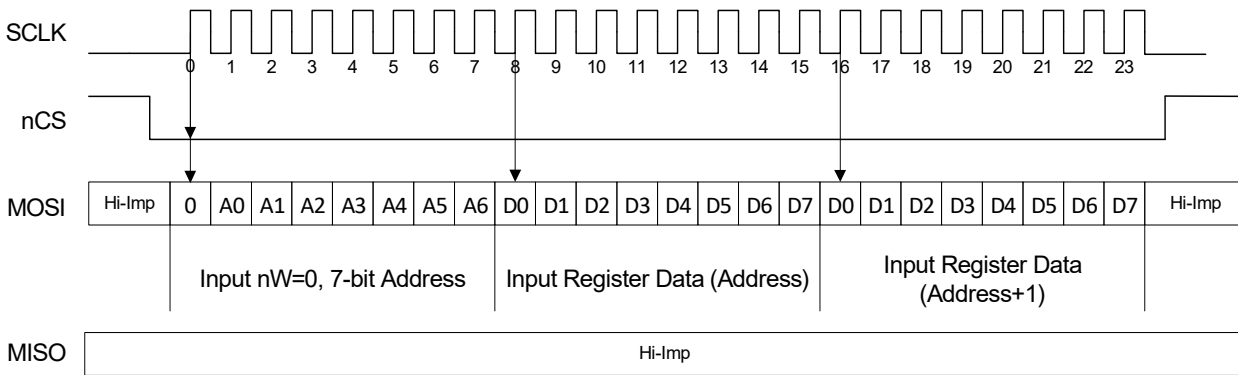 SCLK
0 1 2 3 4 5 6 7 8 9 10 11 12 13 14 15 16 17 18 19 20 21 22 23
nCS
MOSI Hi-Imp 0 A0 A1 A2 A3 A4 A5 A6 D0 D1 D2 D3 D4 D5 D6 D7 D0 D1 D2 D3 D4 D5 D6 D7 Hi-Imp
Input nW=0, 7-bit Address Input Register Data (Address) Input Register Data
(Address+1)
MISO Hi-Imp